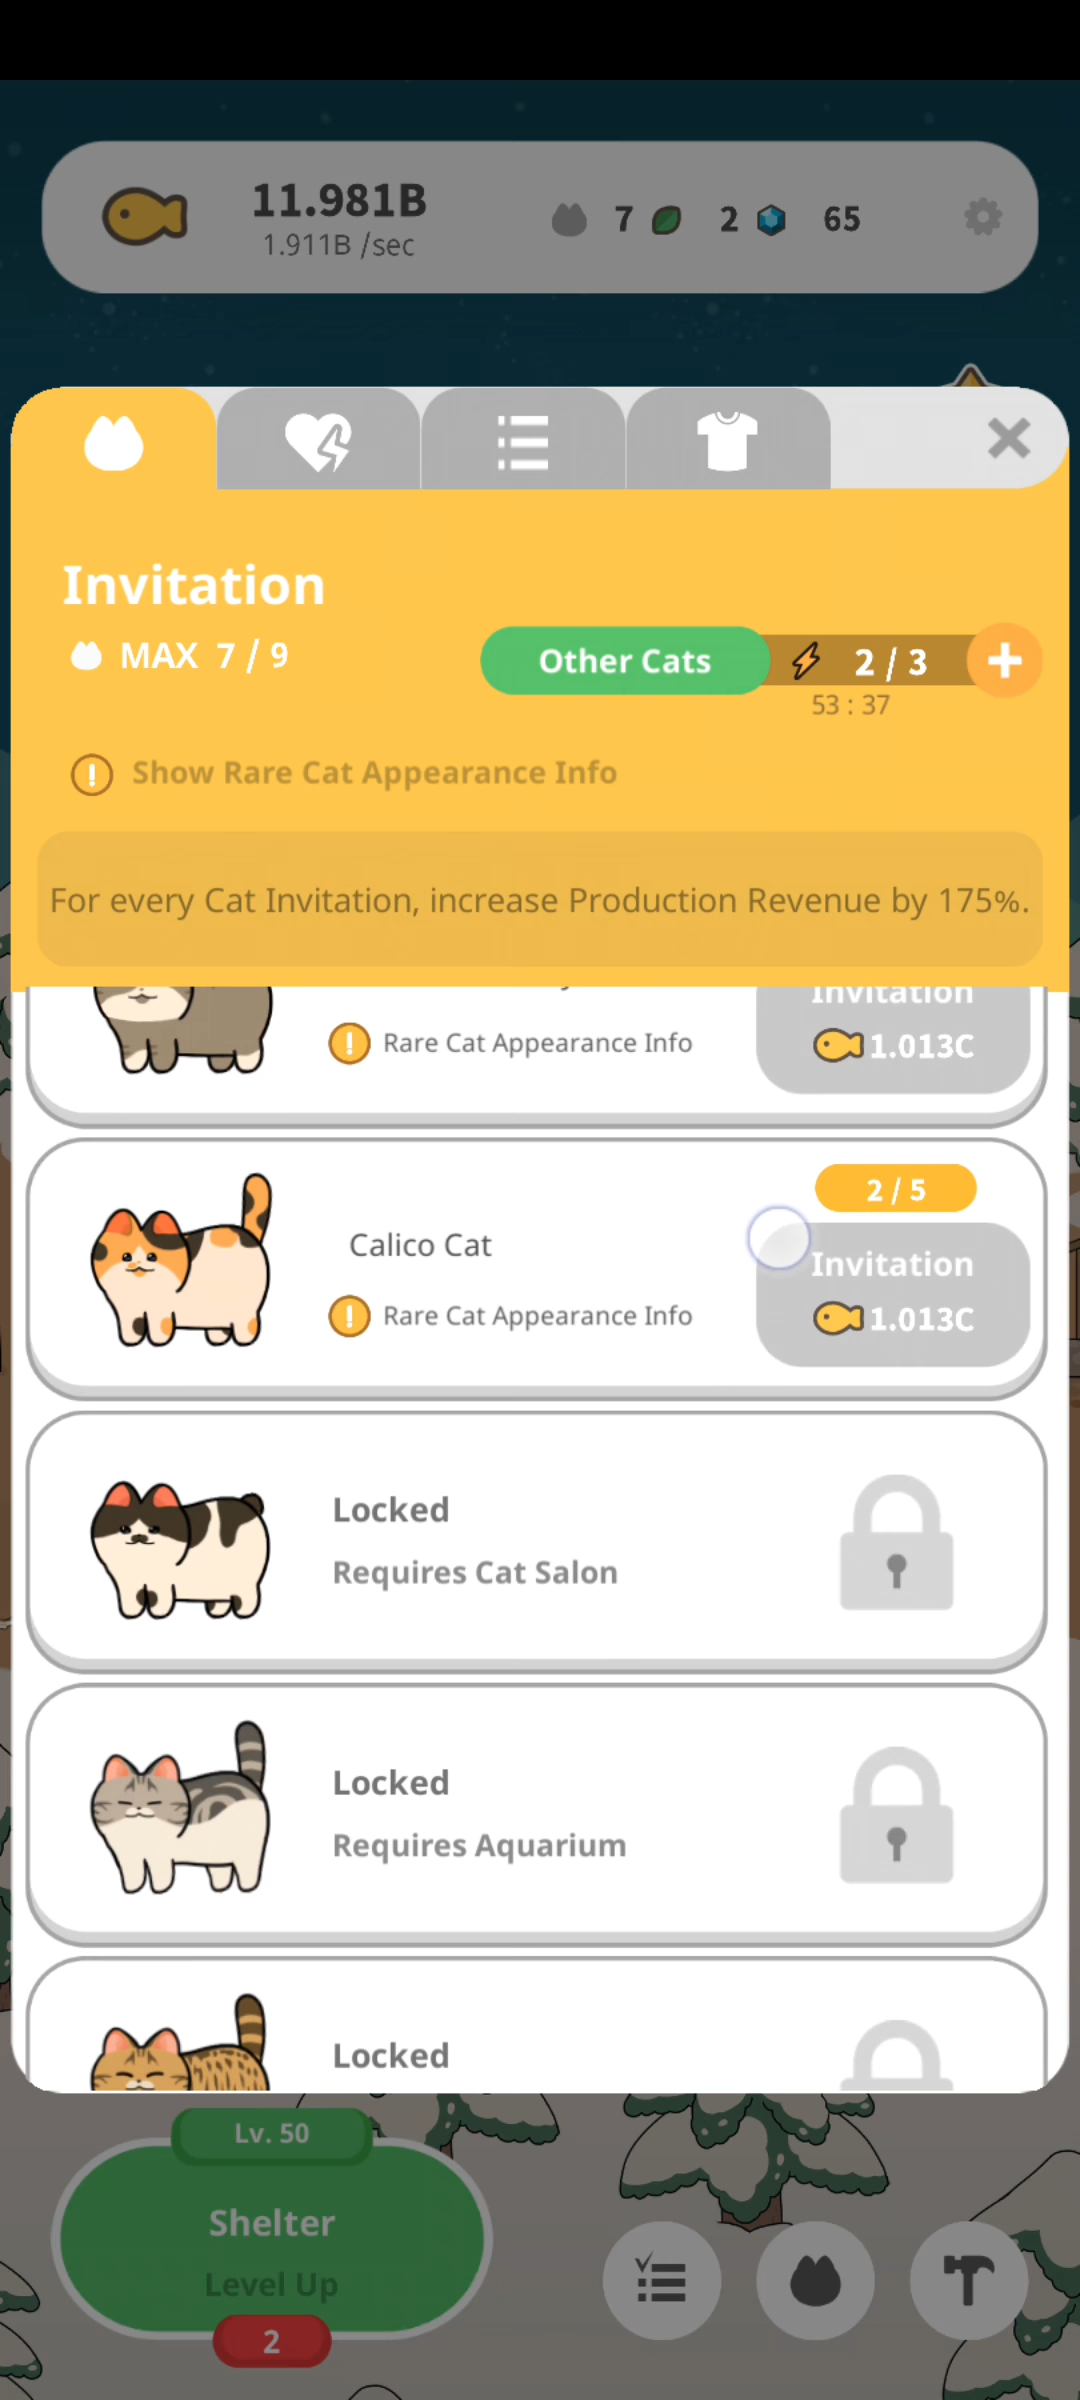 11.981B
1.911B /sec
7
2
65
Invitation
MAX 7 / 9
Other Cats
2 / 3
53 : 37
Show Rare Cat Appearance Info
For every Cat Invitation, increase Production Revenue by 175%.
Invitation
Rare Cat Appearance Info
1.013C
2 / 5
Calico Cat
Invitation
Rare Cat Appearance Info
1.013C
Locked
Requires Cat Salon
Locked
Requires Aquarium
Locked
Lv. 50
Shelter
Level Up
2